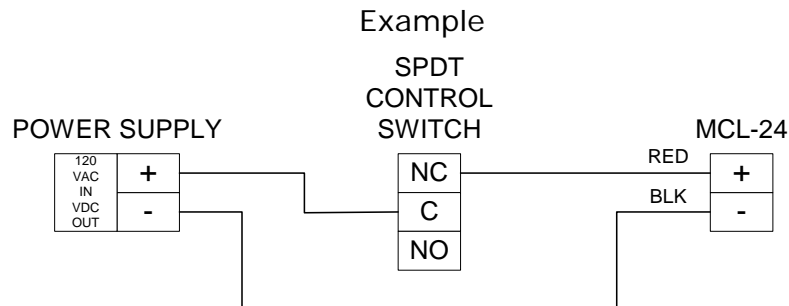 Example
SPDT
CONTROL
SWITCH
POWER SUPPLY
MCL-24
120
VAC
IN
VDC
OUT
+
-
NC
C
NO
RED
BLK
+
-